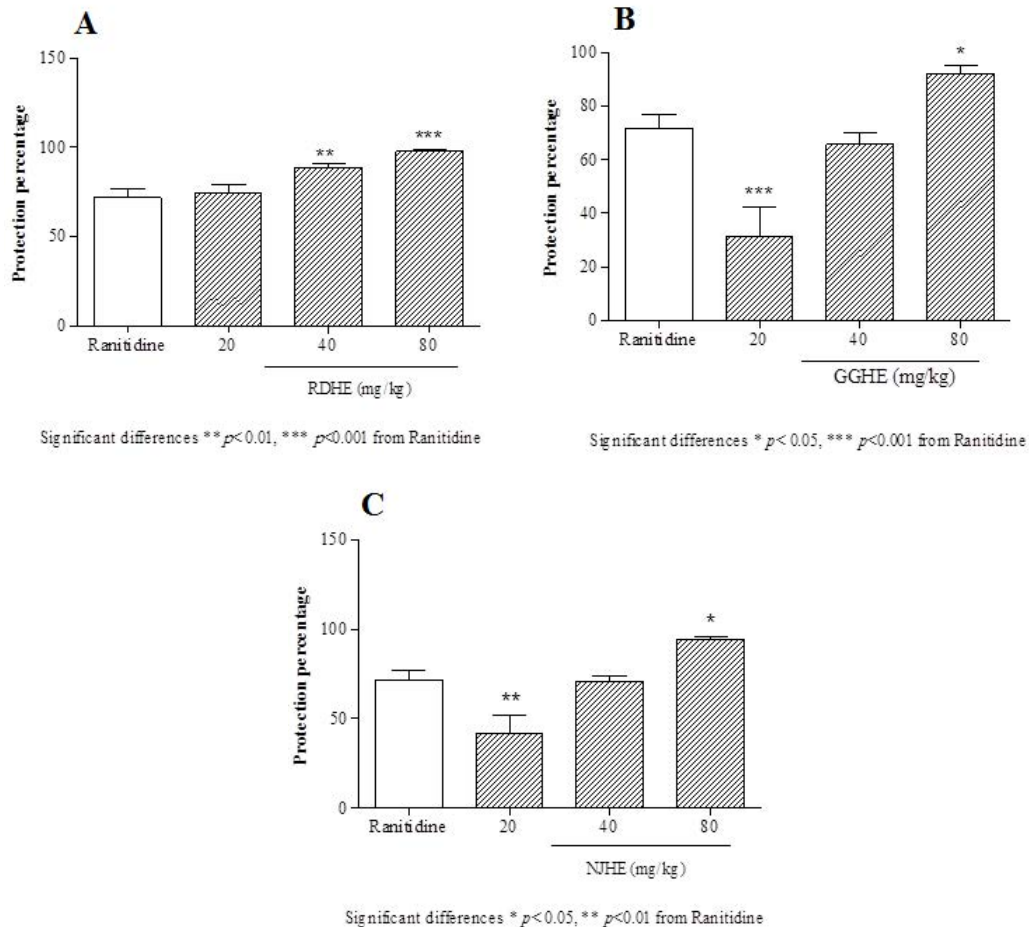 A
Protection percentage
150
100
50
0
**
***
Ranitidine 20 40 80
RDHE (mg/kg)
Significant differences ** p< 0.01, *** p<0.001 from Ranitidine
B
Protection percentage
100
80
60
40
20
0
***
*
Ranitidine 20 40 80
GGHE (mg/kg)
Significant differences * p< 0.05, *** p<0.001 from Ranitidine
C
Protection percentage
150
100
50
0
**
*
Ranitidine 20 40 80
NJHE (mg/kg)
Significant differences * p< 0.05, ** p<0.01 from Ranitidine